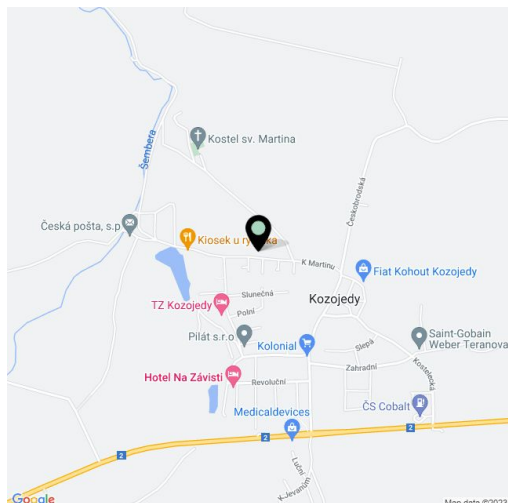 Kostel sv. Martina
Šembera
Českobrodská
Česká pošta, s.p
Kiosek u ry
ka
K Martinu
Fiat Kohout Kozojedy
Slunečná
Kozojedy
TZ Kozojedy
Polní
Pilát s.r.o
Kolonial
Slepá
Saint-Gobain
Weber Teranova
Zahradní
Kostelecká
Hotel Na Závisti
Revoluční
ČS Cobalt
Medicaldevices
2
2
2
2
Luční
K-Jevanům
Google
Map data ©2023